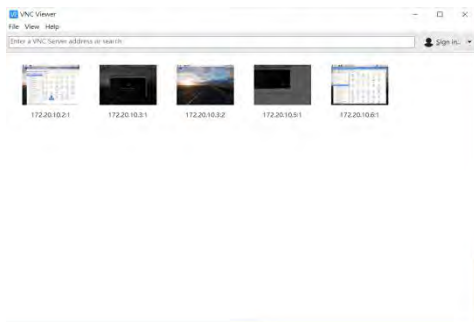 VNC Viewer
File View Help
Enter a VNC Server address or search
Sign in...
172.20.10.2:1
172.20.10.3:1
172.20.10.3:2
172.20.10.5:1
172.20.10.6:1